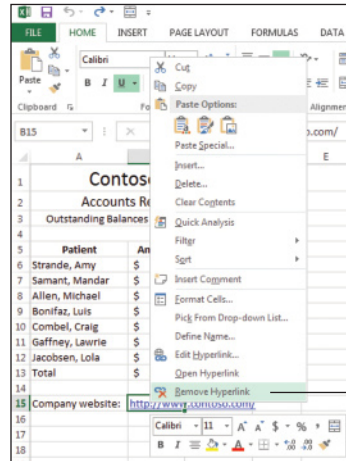 FILE HOME INSERT PAGE LAYOUT FORMULAS DATA
Paste
Calibri
B I U
Clipboard
Alignmen
B15
o.com/
A E
1 Contos
2 Accounts Re
3 Outstanding Balances
4
5 Patient Am
6 Strande, Amy $
7 Samant, Mandar $
8 Allen, Michael $
9 Bonifaz, Luis $
10 Combel, Craig $
11 Gaffney, Lawrie $
12 Jacobsen, Lola $
13 Total $
14
15 Company website: http://www.contoso.com/
16
17
18
Cut
Copy
Paste Options:
Paste Special...
Insert...
Delete...
Clear Contents
Quick Analysis
Filter
Sort
Insert Comment
Format Cells...
Pick From Drop-down List...
Define Name...
Edit Hyperlink...
Open Hyperlink
Remove Hyperlink
Calibri 11 A A $ % ,
B I A